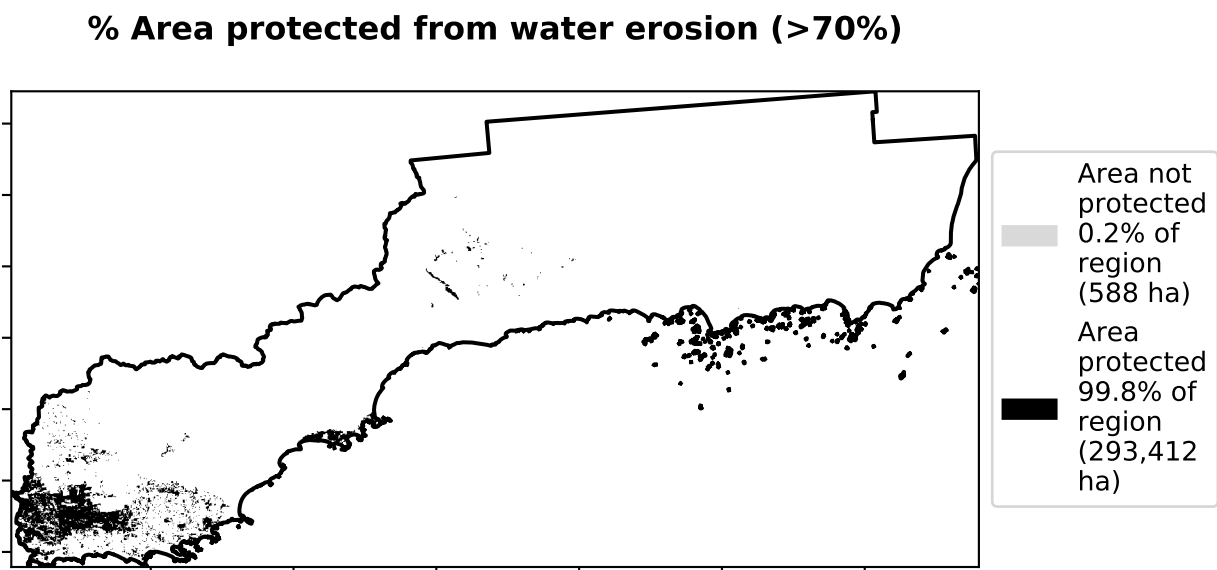 % Area protected from water erosion (>70%)
Area not
protected
0.2% of
region
(588 ha)
Area
protected
99.8% of
region
(293,412
ha)